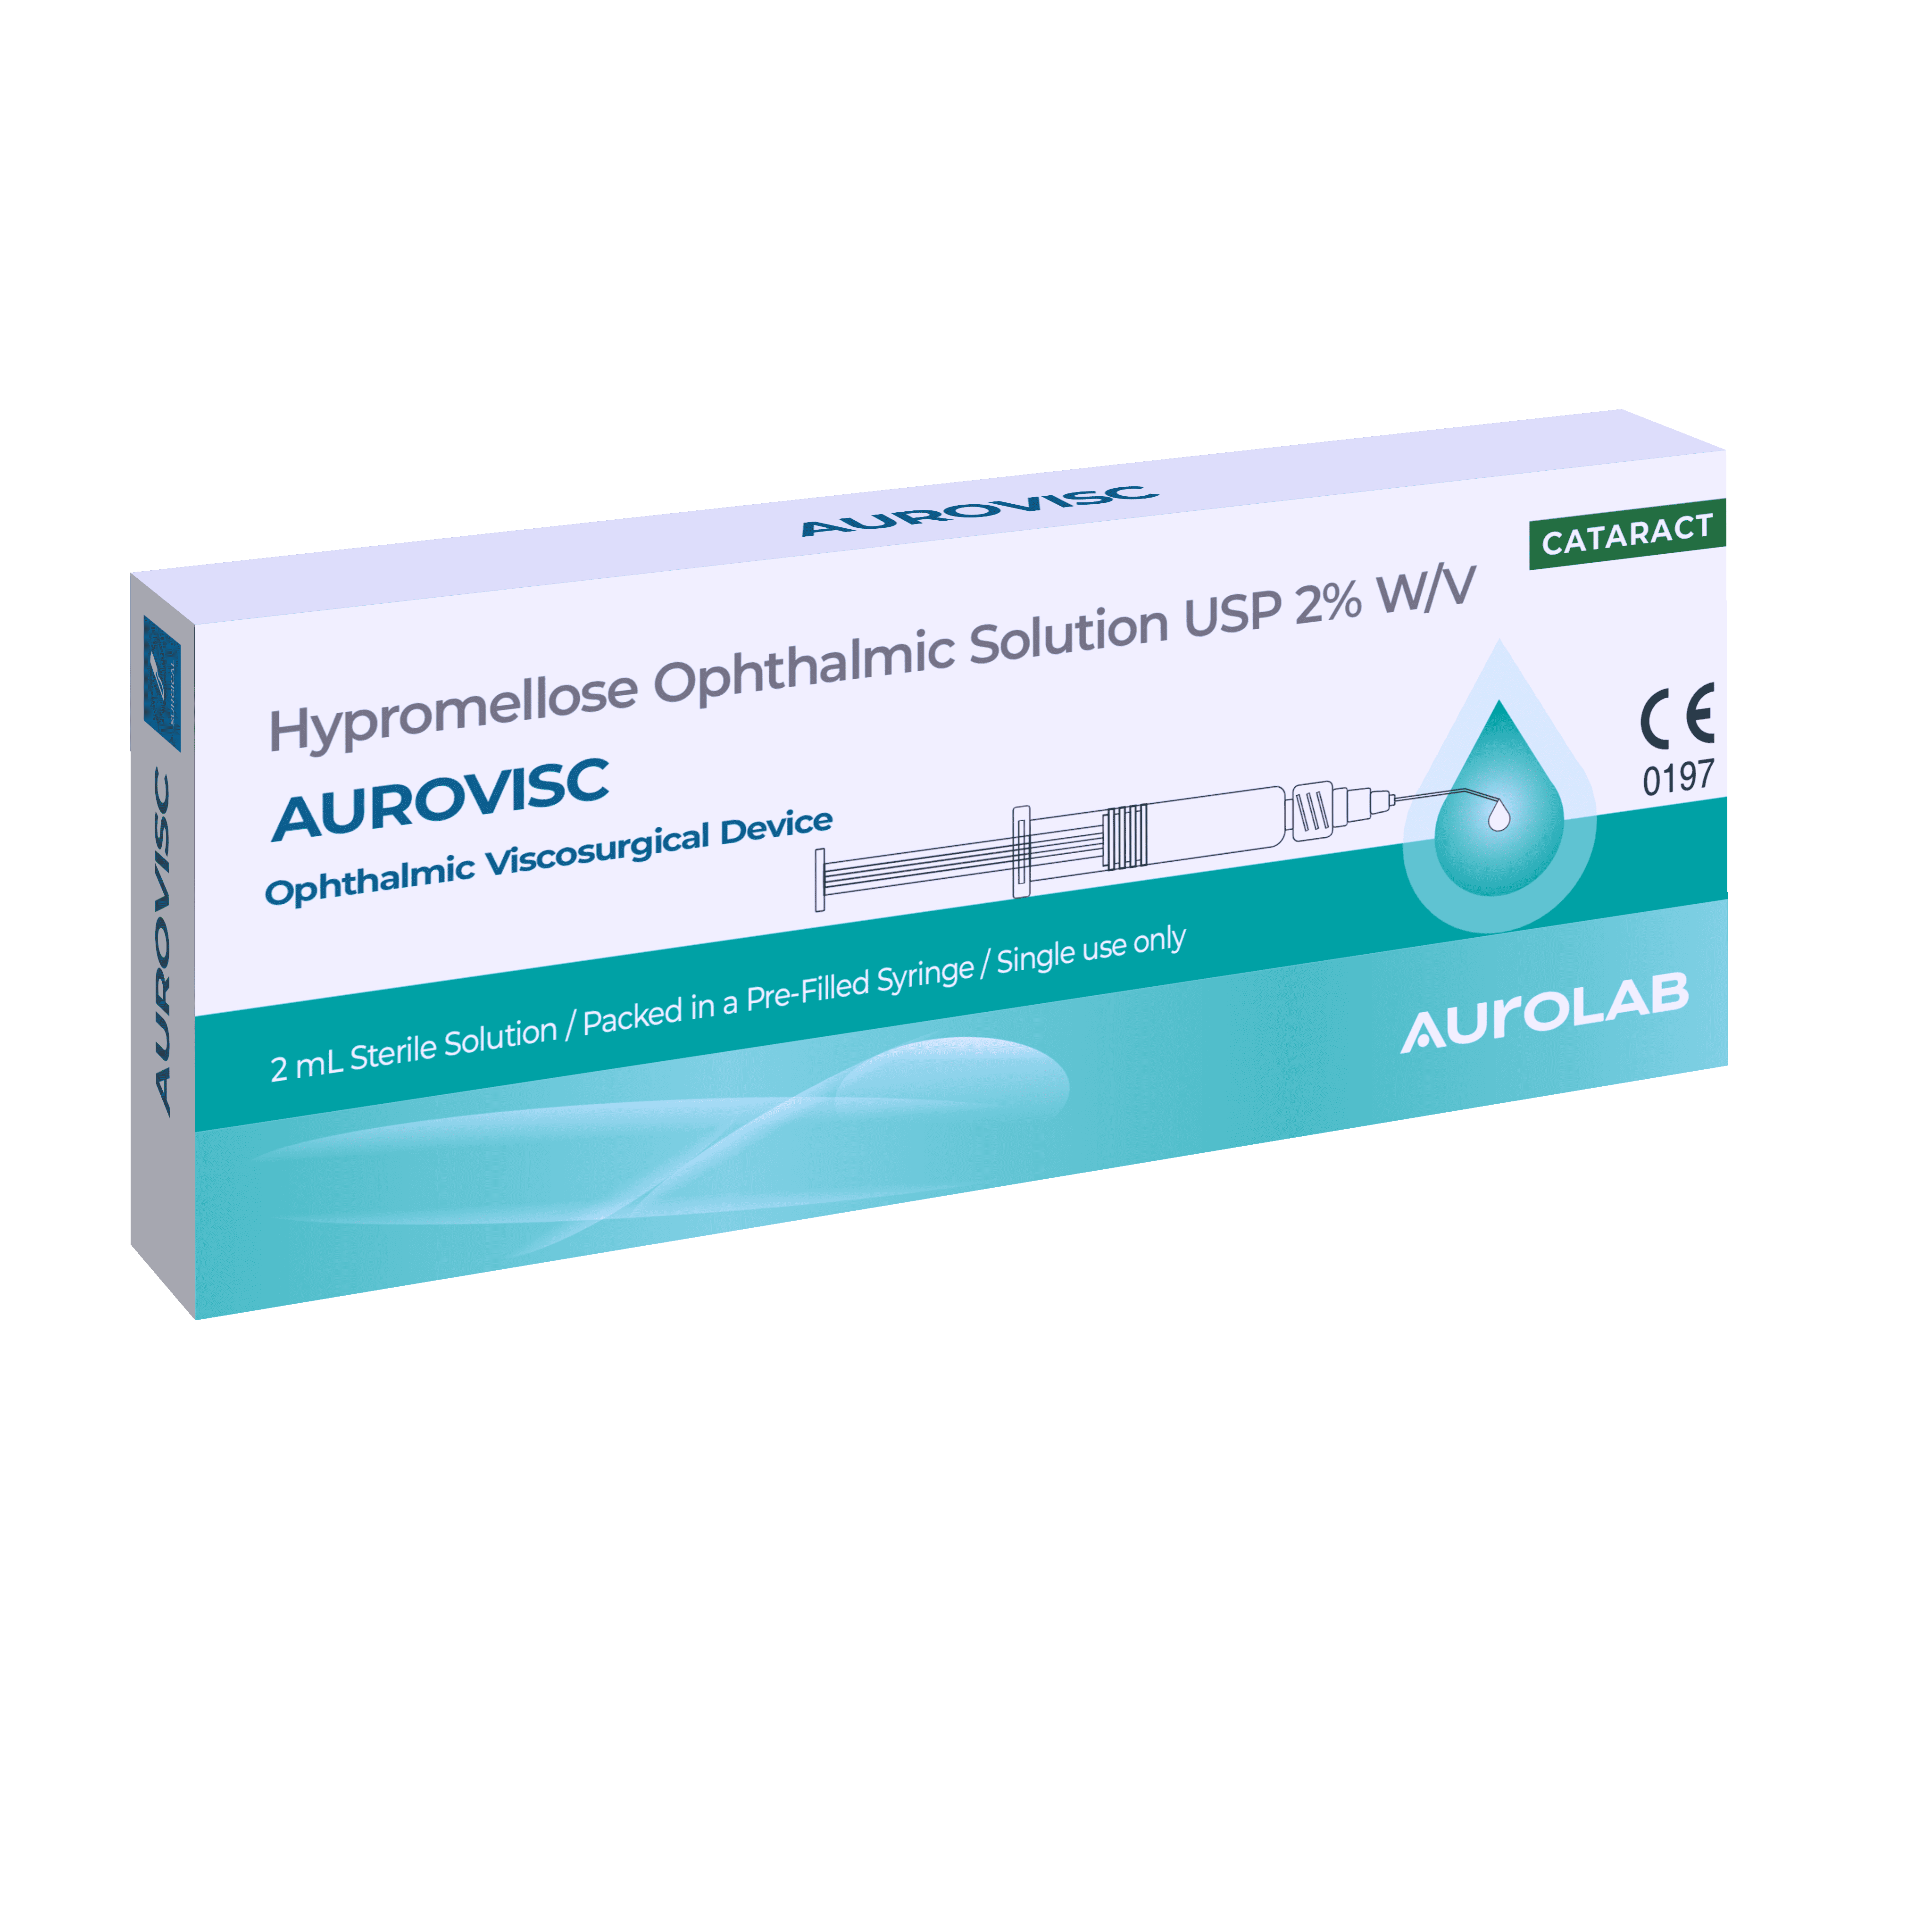 AUROVISC
CATARACT
Hypromellose Ophthalmic Solution USP 2% W/V
AUROVISC
Ophthalmic Viscosurgical Device
CE
0197
2 mL Sterile Solution / Packed in a Pre-Filled Syringe / Single use only
AUROLAB
SURGICAL
AUROVISC